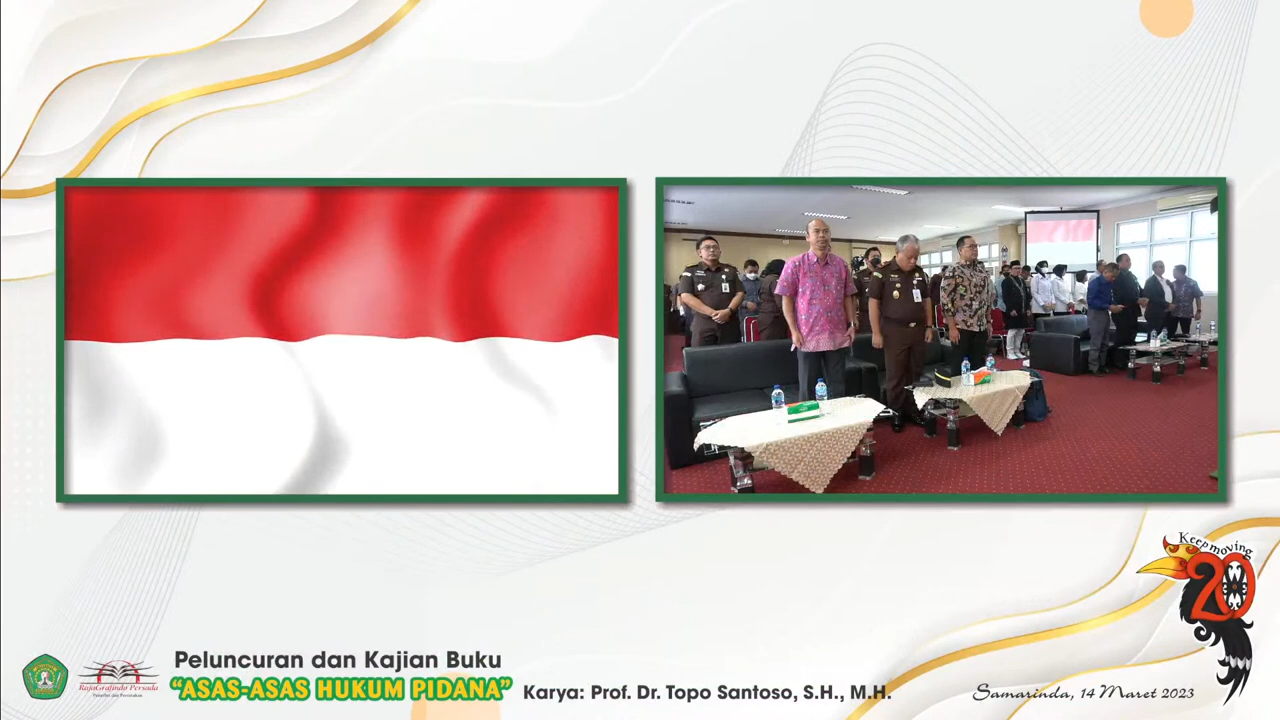 Keep moving
20
Peluncuran dan Kajian Buku
“ASAS-ASAS HUKUM PIDANA”
Karya: Prof. Dr. Topo Santoso, S.H., M.H.
RajaGrafindo Persada
Samarinda, 14 Maret 2023